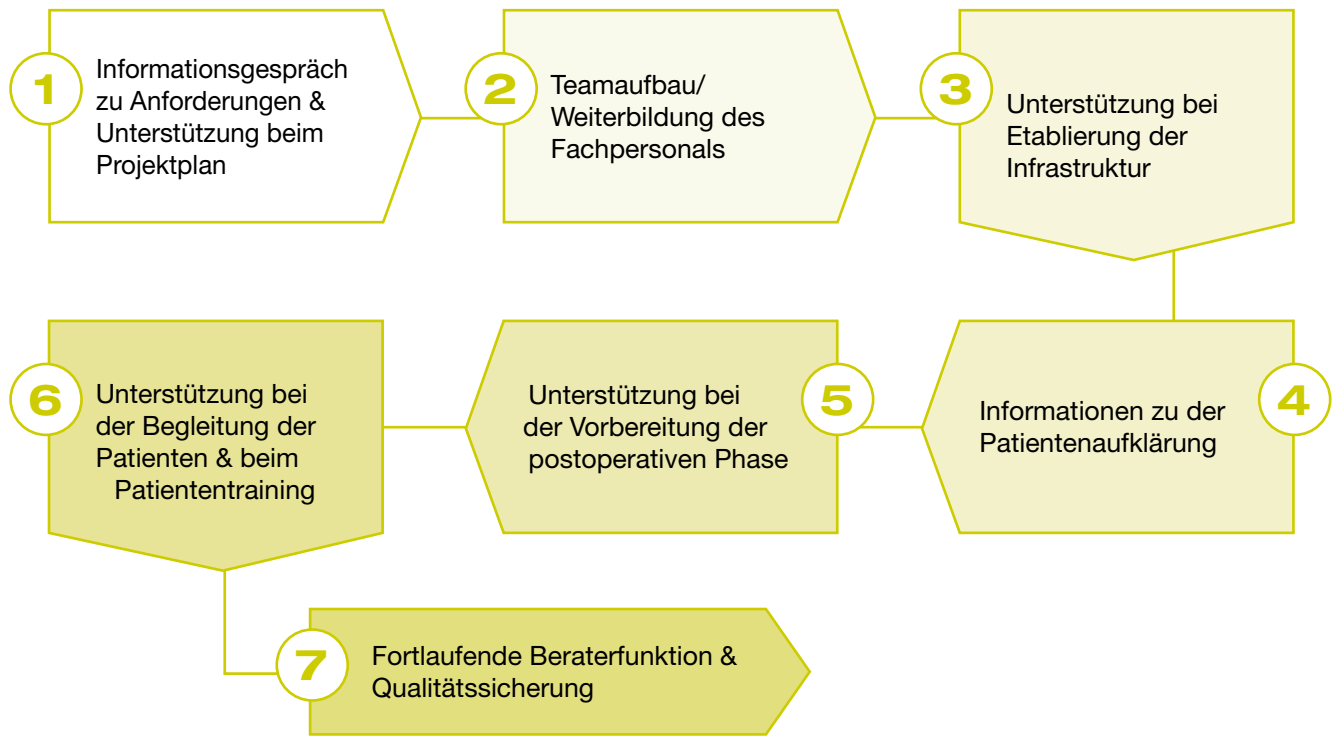 1
Informationsgespräch
zu Anforderungen &
Unterstützung beim
Projektplan
2
Teamaufbau/
Weiterbildung des
Fachpersonals
3
Unterstützung bei
Etablierung der
Infrastruktur
4
Informationen zu der
Patientenaufklärung
5
Unterstützung bei
der Vorbereitung der
postoperativen Phase
6
Unterstützung bei
der Begleitung der
Patienten & beim
Patiententraining
7
Fortlaufende Beraterfunktion &
Qualitätssicherung